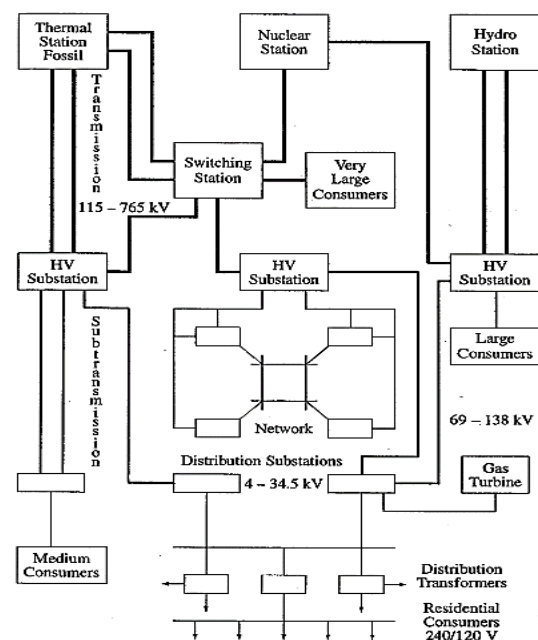 Thermal
Station
Fossil
Nuclear
Station
Hydro
Station
Transmission
Switching
Station
Very
Large
Consumers
115 – 765 kV
HV
Substation
HV
Substation
HV
Substation
Subtransmission
Large
Consumers
Network
69 – 138 kV
Distribution Substations
4 – 34.5 kV
Gas
Turbine
Medium
Consumers
Distribution
Transformers
Residential
Consumers
240/120 V